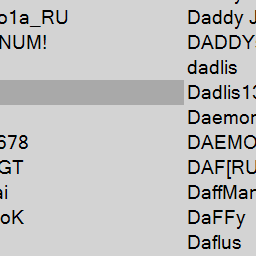 o1a_RU Daddy J
NUM! DADDY
dadlis
Dadlis13
Daemor
678 DAEMO
GT DAF[RU
ai DaffMar
oK DaFFy
Daflus